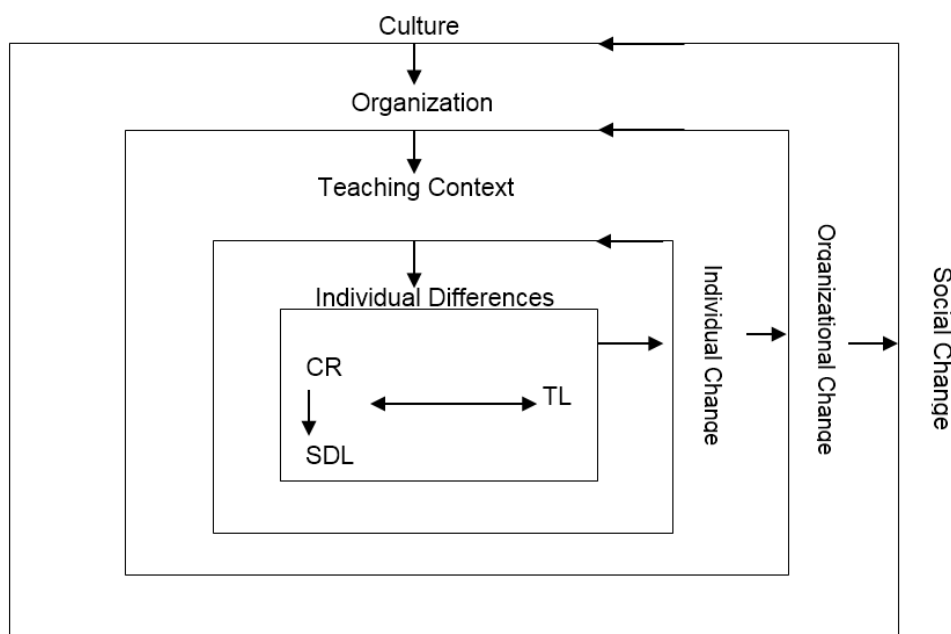 Culture
Organization
Teaching Context
Individual Differences
CR
TL
SDL
Individual Change
Organizational Change
Social Change